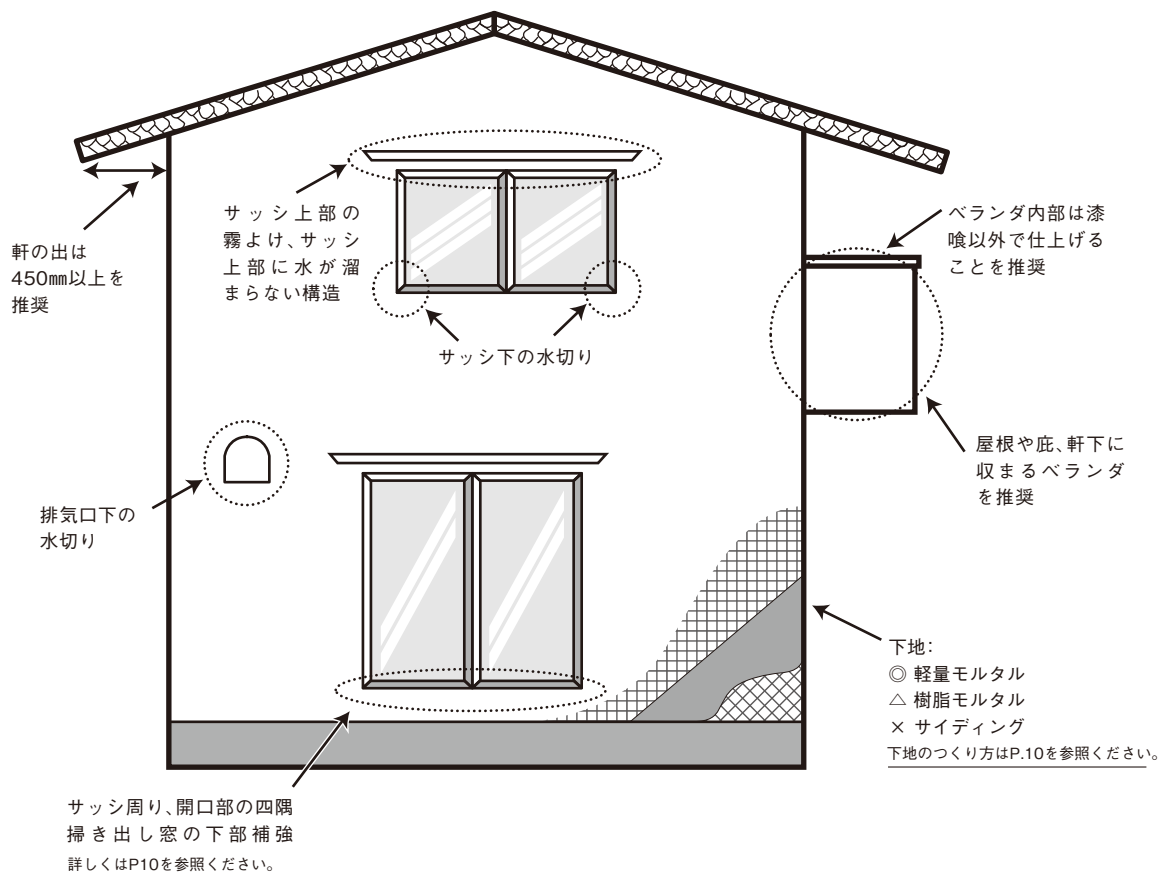 サッシ上部の
霧よけ、サッシ
上部に水が溜
まらない構造
ベランダ内部は漆
喰以外で仕上げる
ことを推奨
軒の出は
450㎜以上を
推奨
サッシ下の水切り
屋根や庇、軒下に
収まるベランダ
を推奨
排気口下の
水切り
下地：
◎ 軽量モルタル
△ 樹脂モルタル
× サイディング
下地のつくり方はP.10を参照ください。
サッシ周り、開口部の四隅
掃き出し窓の下部補強
詳しくはP10を参照ください。